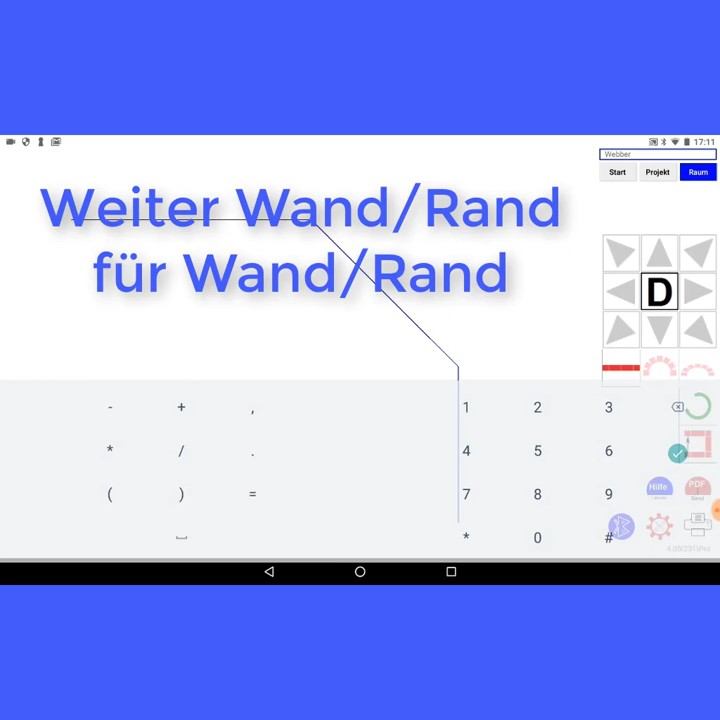 17:11
Webber
Start Projekt Raum
Weiter Wand/Rand
für Wand/Rand
D
- + , 1 2 3
* / . 4 5 6
( ) = 7 8 9
Hilfe PDF
* 0 #